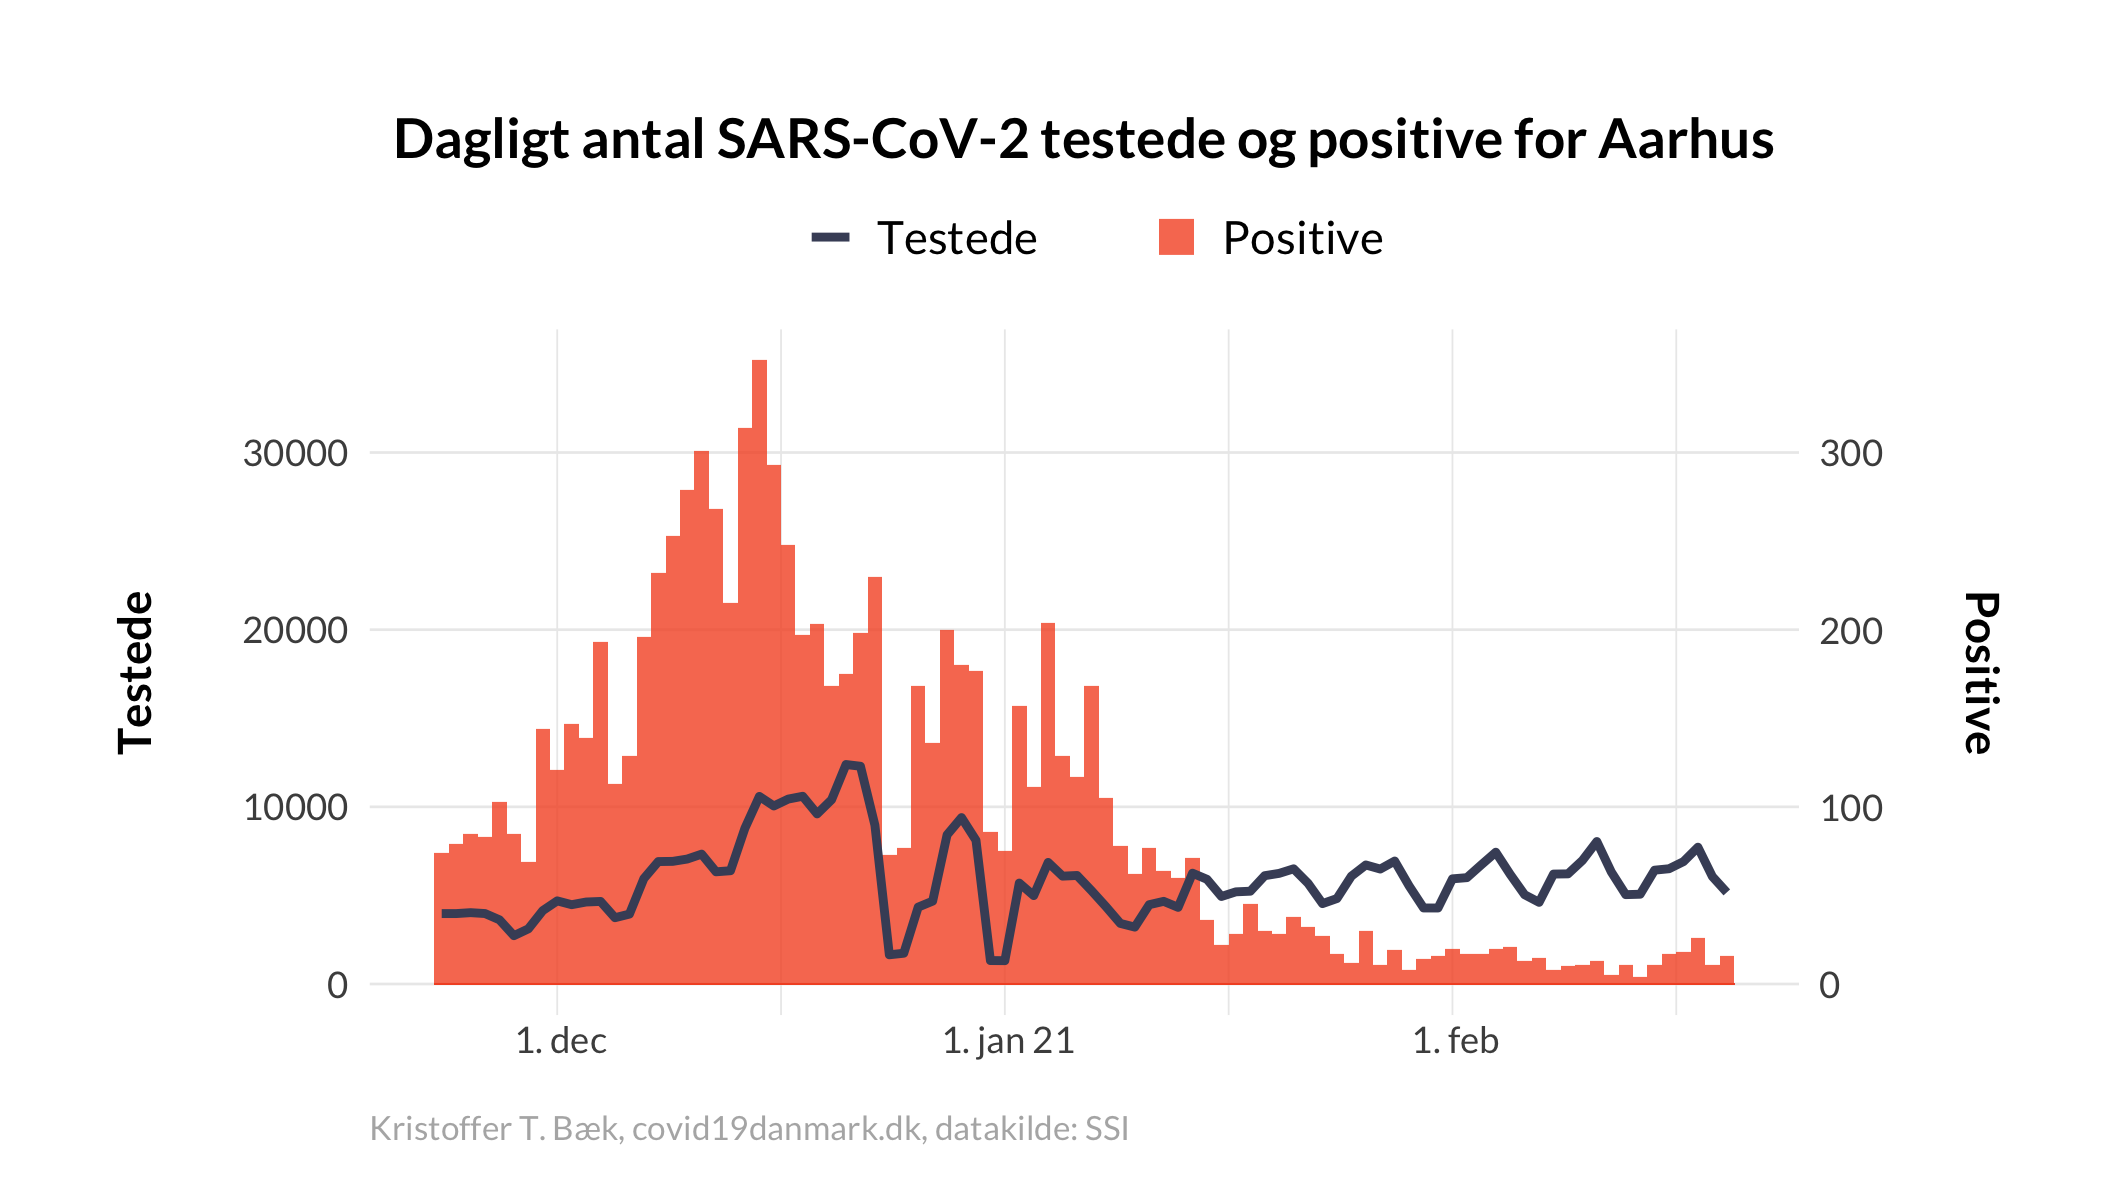 Dagligt antal SARS-CoV-2 testede og positive for Aarhus
Testede Positive
30000 300
20000 200
10000 100
0 0
Testede
Positive
1. dec 1. jan 21 1. feb
Kristoffer T. Bæk, covid19danmark.dk, datakilde: SSI